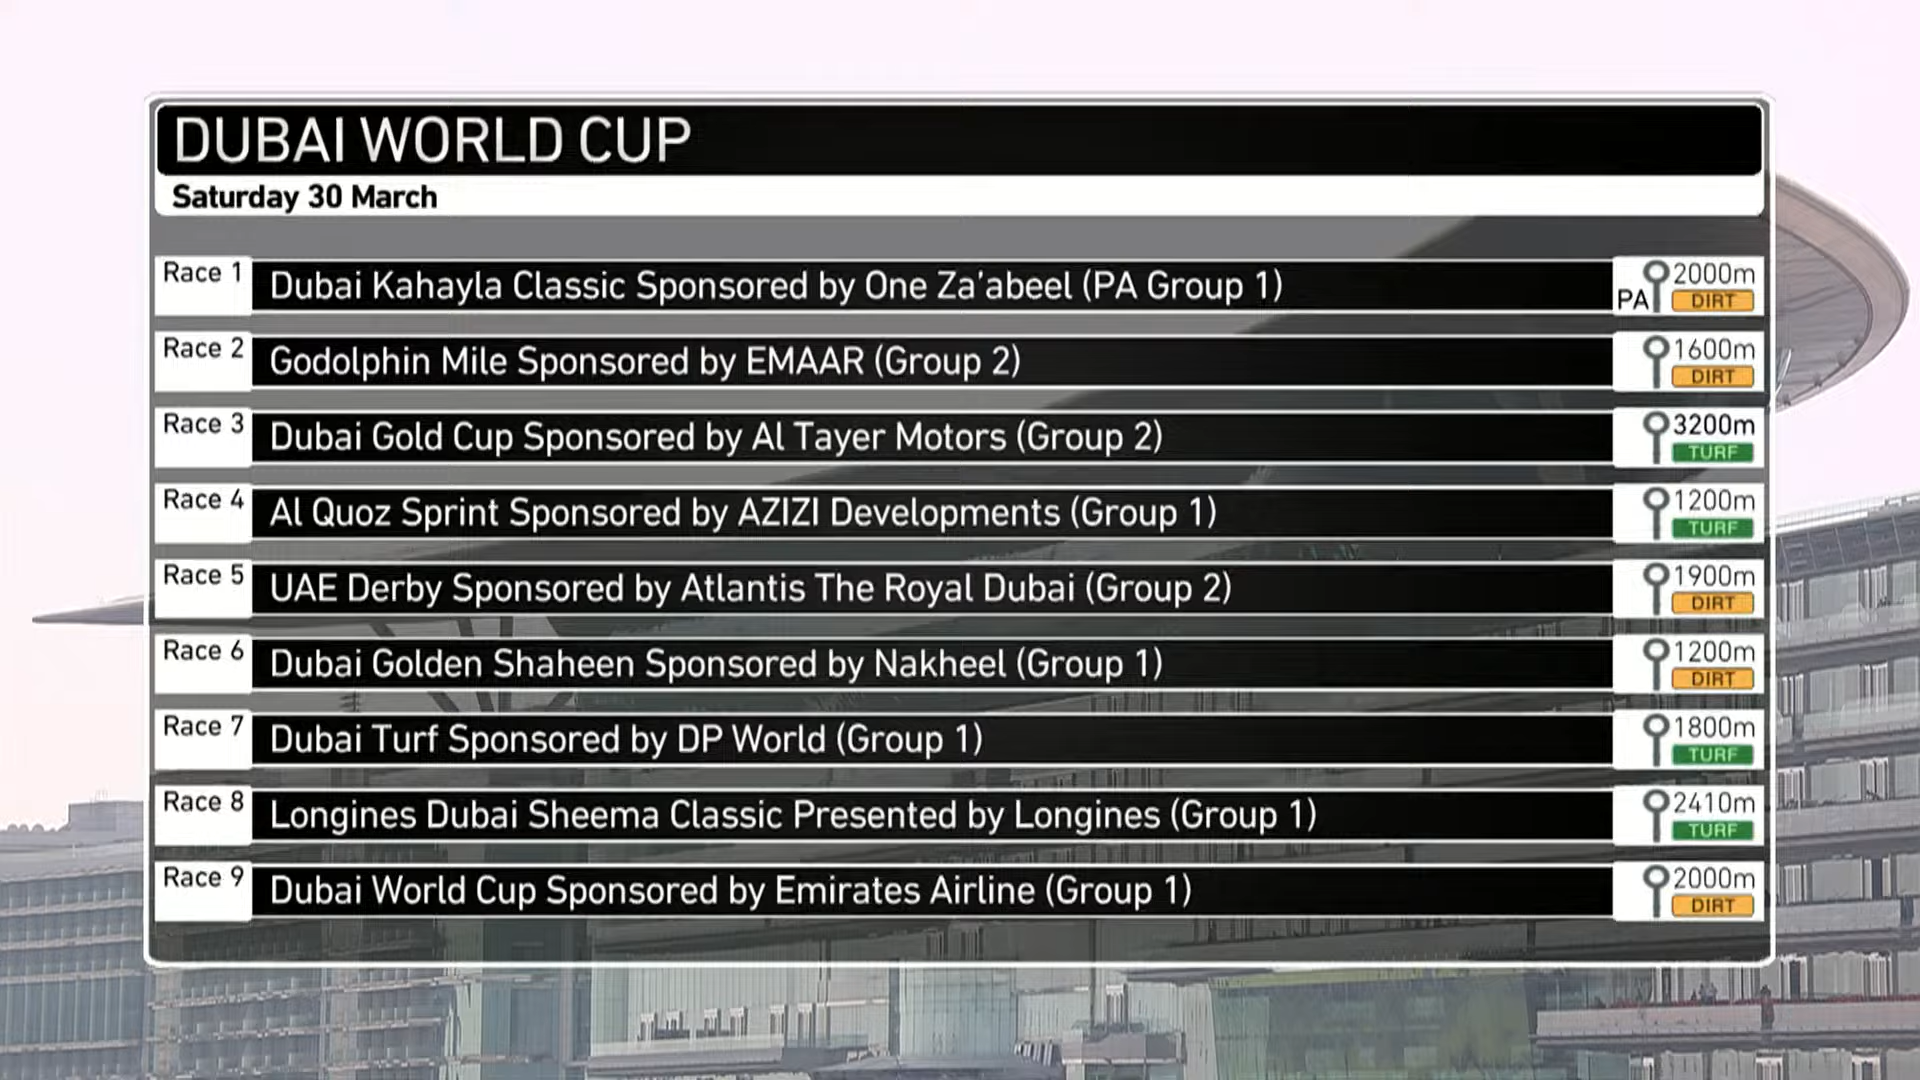 DUBAI WORLD CUP
Saturday 30 March
Race 1 Dubai Kahayla Classic Sponsored by One Za'abeel (PA Group 1) PA 2000m DIRT
Race 2 Godolphin Mile Sponsored by EMAAR (Group 2) 1600m DIRT
Race 3 Dubai Gold Cup Sponsored by Al Tayer Motors (Group 2) 3200m TURF
Race 4 Al Quoz Sprint Sponsored by AZIZI Developments (Group 1) 1200m TURF
Race 5 UAE Derby Sponsored by Atlantis The Royal Dubai (Group 2) 1900m DIRT
Race 6 Dubai Golden Shaheen Sponsored by Nakheel (Group 1) 1200m DIRT
Race 7 Dubai Turf Sponsored by DP World (Group 1) 1800m TURF
Race 8 Longines Dubai Sheema Classic Presented by Longines (Group 1) 2410m TURF
Race 9 Dubai World Cup Sponsored by Emirates Airline (Group 1) 2000m DIRT